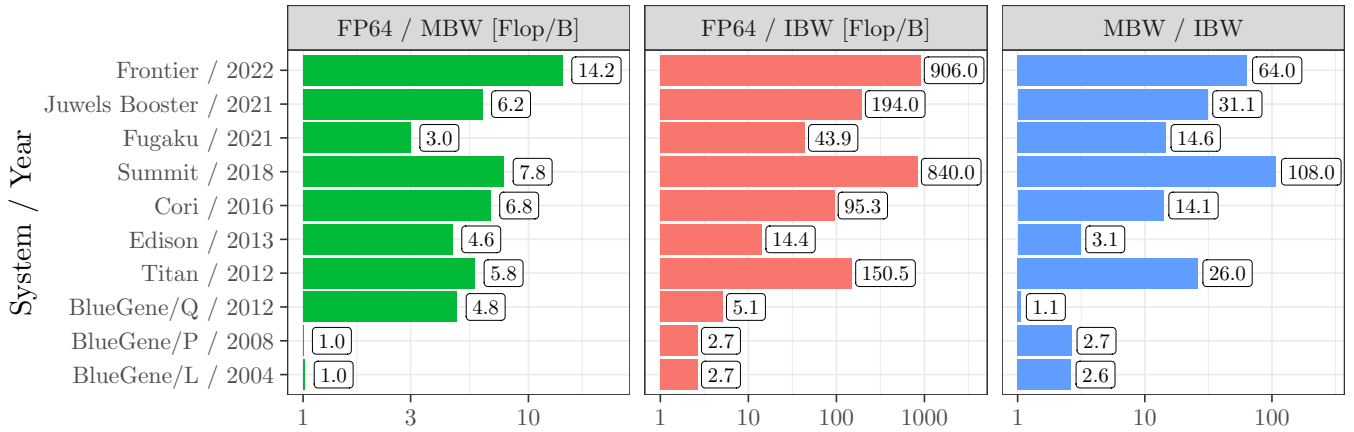 FP64 / MBW [Flop/B] FP64 / IBW [Flop/B] MBW / IBW
System / Year
Frontier / 2022 14.2 906.0 64.0
Juwels Booster / 2021 6.2 194.0 31.1
Fugaku / 2021 3.0 43.9 14.6
Summit / 2018 7.8 840.0 108.0
Cori / 2016 6.8 95.3 14.1
Edison / 2013 4.6 14.4 3.1
Titan / 2012 5.8 150.5 26.0
BlueGene/Q / 2012 4.8 5.1 1.1
BlueGene/P / 2008 1.0 2.7 2.7
BlueGene/L / 2004 1.0 2.7 2.6
1 3 10 1 10 100 1000 1 10 100